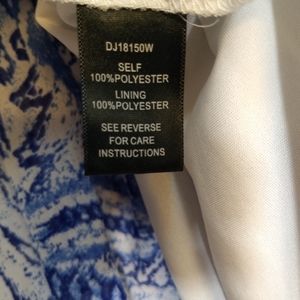 DJ18150W
SELF
100%POLYESTER
LINING
100%POLYESTER
SEE REVERSE
FOR CARE
INSTRUCTIONS